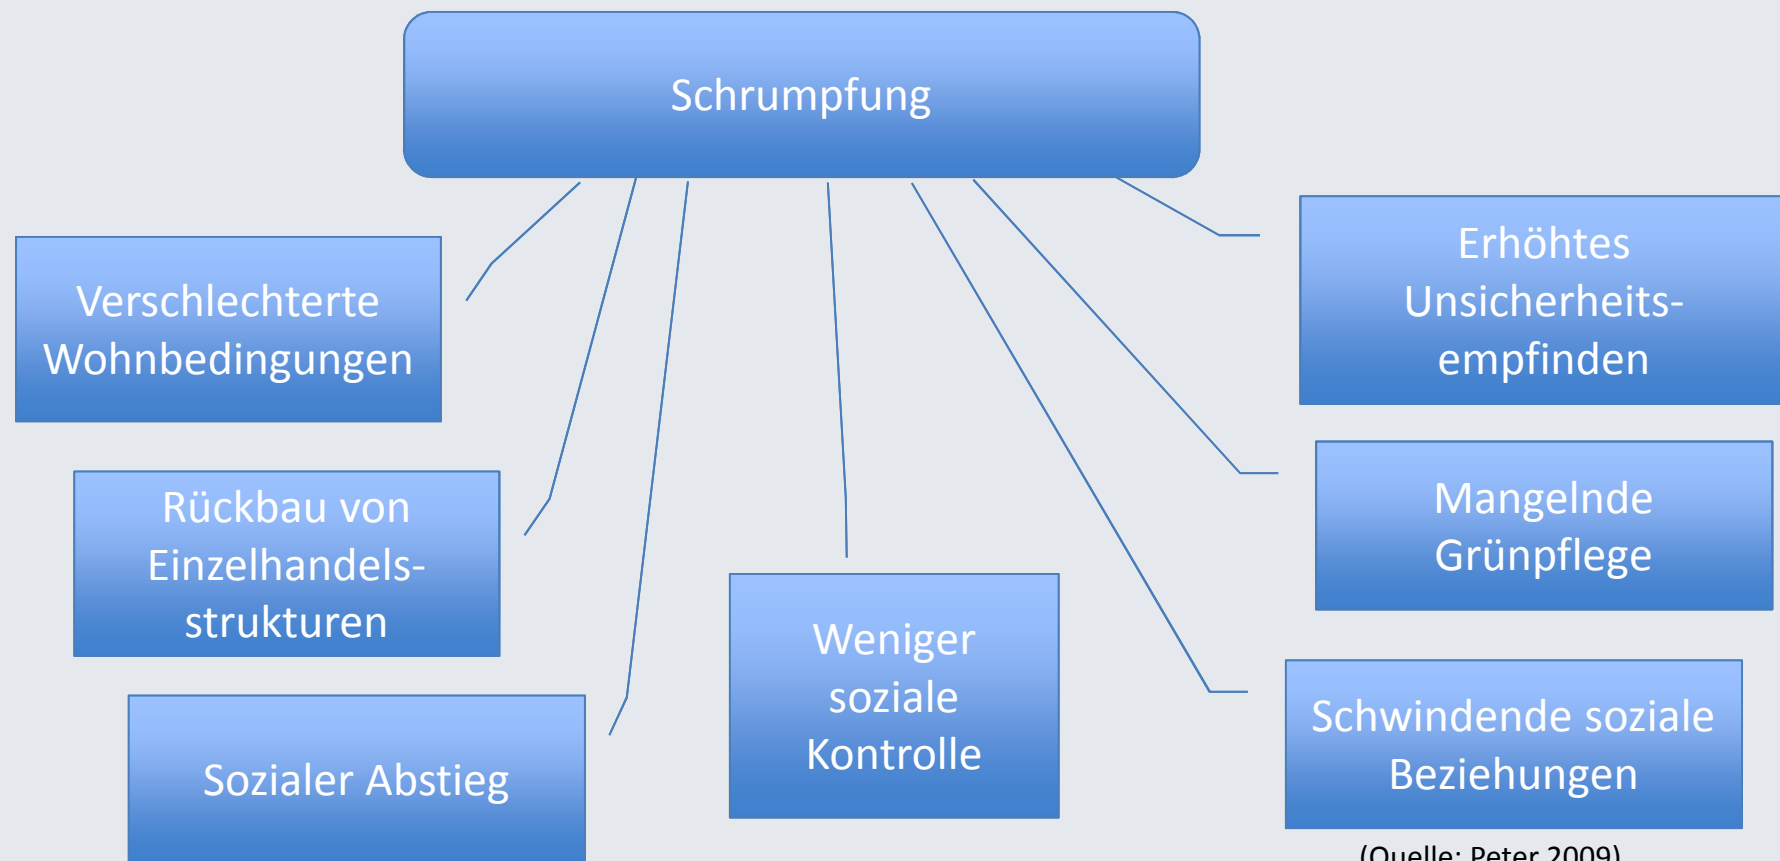 Schrumpfung
Verschlechterte
Wohnbedingungen
Rückbau von
Einzelhandels-
strukturen
Sozialer Abstieg
Weniger
soziale
Kontrolle
Erhöhtes
Unsicherheits-
empfinden
Mangelnde
Grünpflege
Schwindende soziale
Beziehungen
(Quelle: Peter 2009)